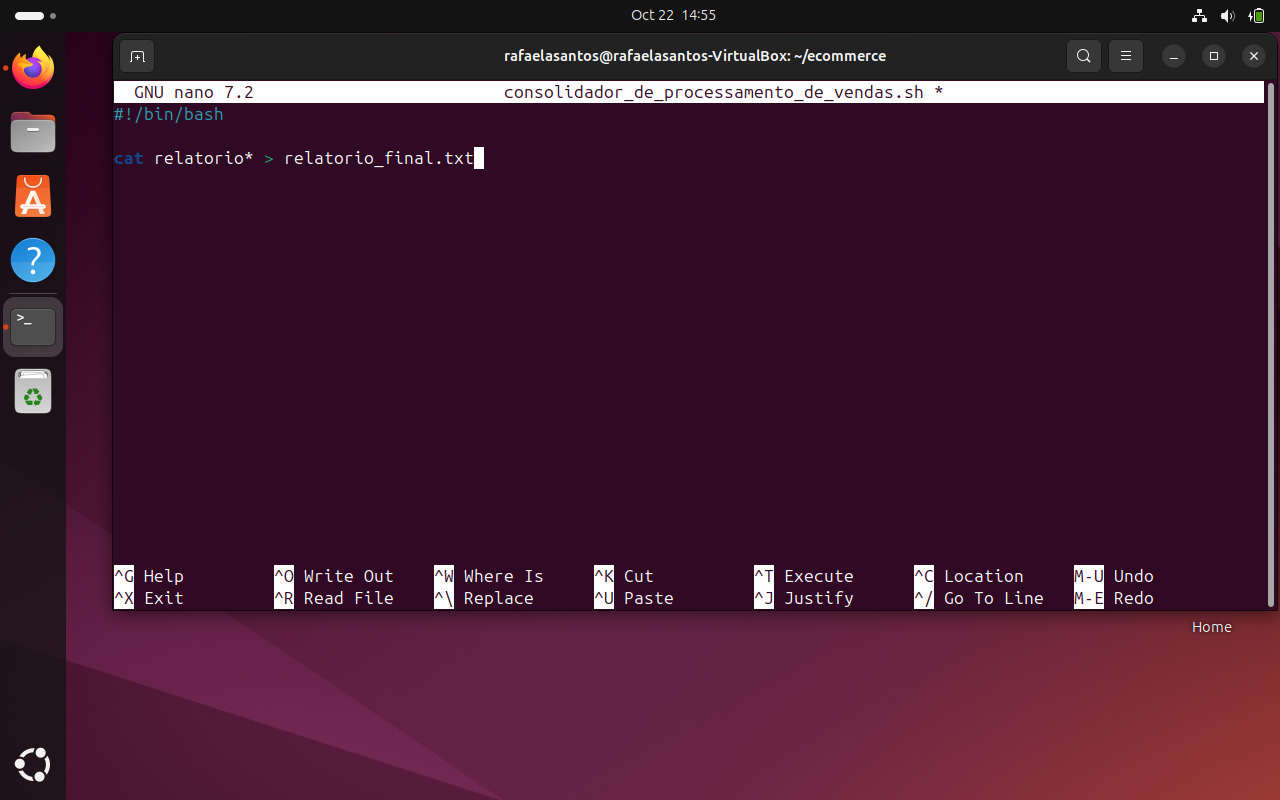 Oct 22 14:55
rafaelasantos@rafaelasantos-VirtualBox: ~/ecommerce
GNU nano 7.2 consolidador_de_processamento_de_vendas.sh *
#!/bin/bash
cat relatorio* > relatorio_final.txt
^G Help ^O Write Out ^W Where Is ^K Cut ^T Execute ^C Location M-U Undo
^X Exit ^R Read File ^\ Replace ^U Paste ^J Justify ^/ Go To Line M-E Redo
Home